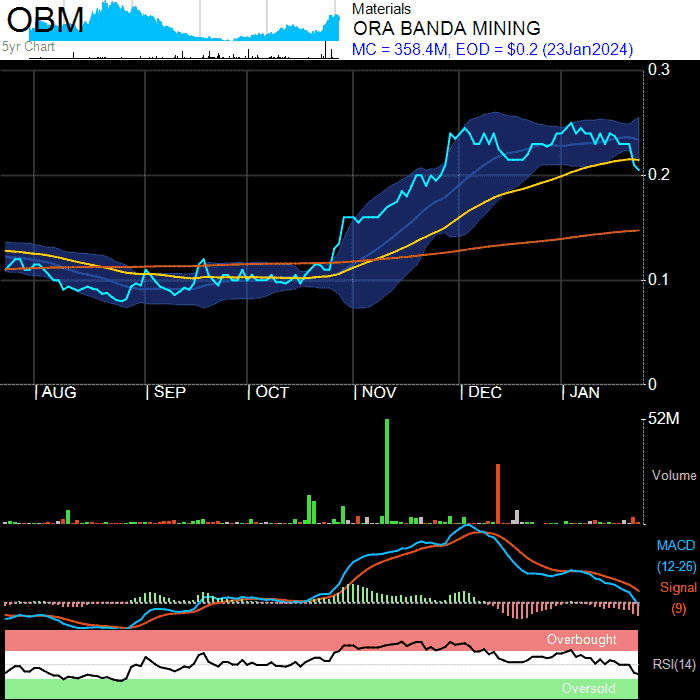 OBM
5yr Chart
Materials
ORA BANDA MINING
MC = 358.4M, EOD = $0.2 (23Jan2024)
0.3
0.2
0.1
0
AUG SEP OCT NOV DEC JAN
52M
Volume
MACD
(12-26)
Signal
(9)
Overbought
RSI(14)
Oversold